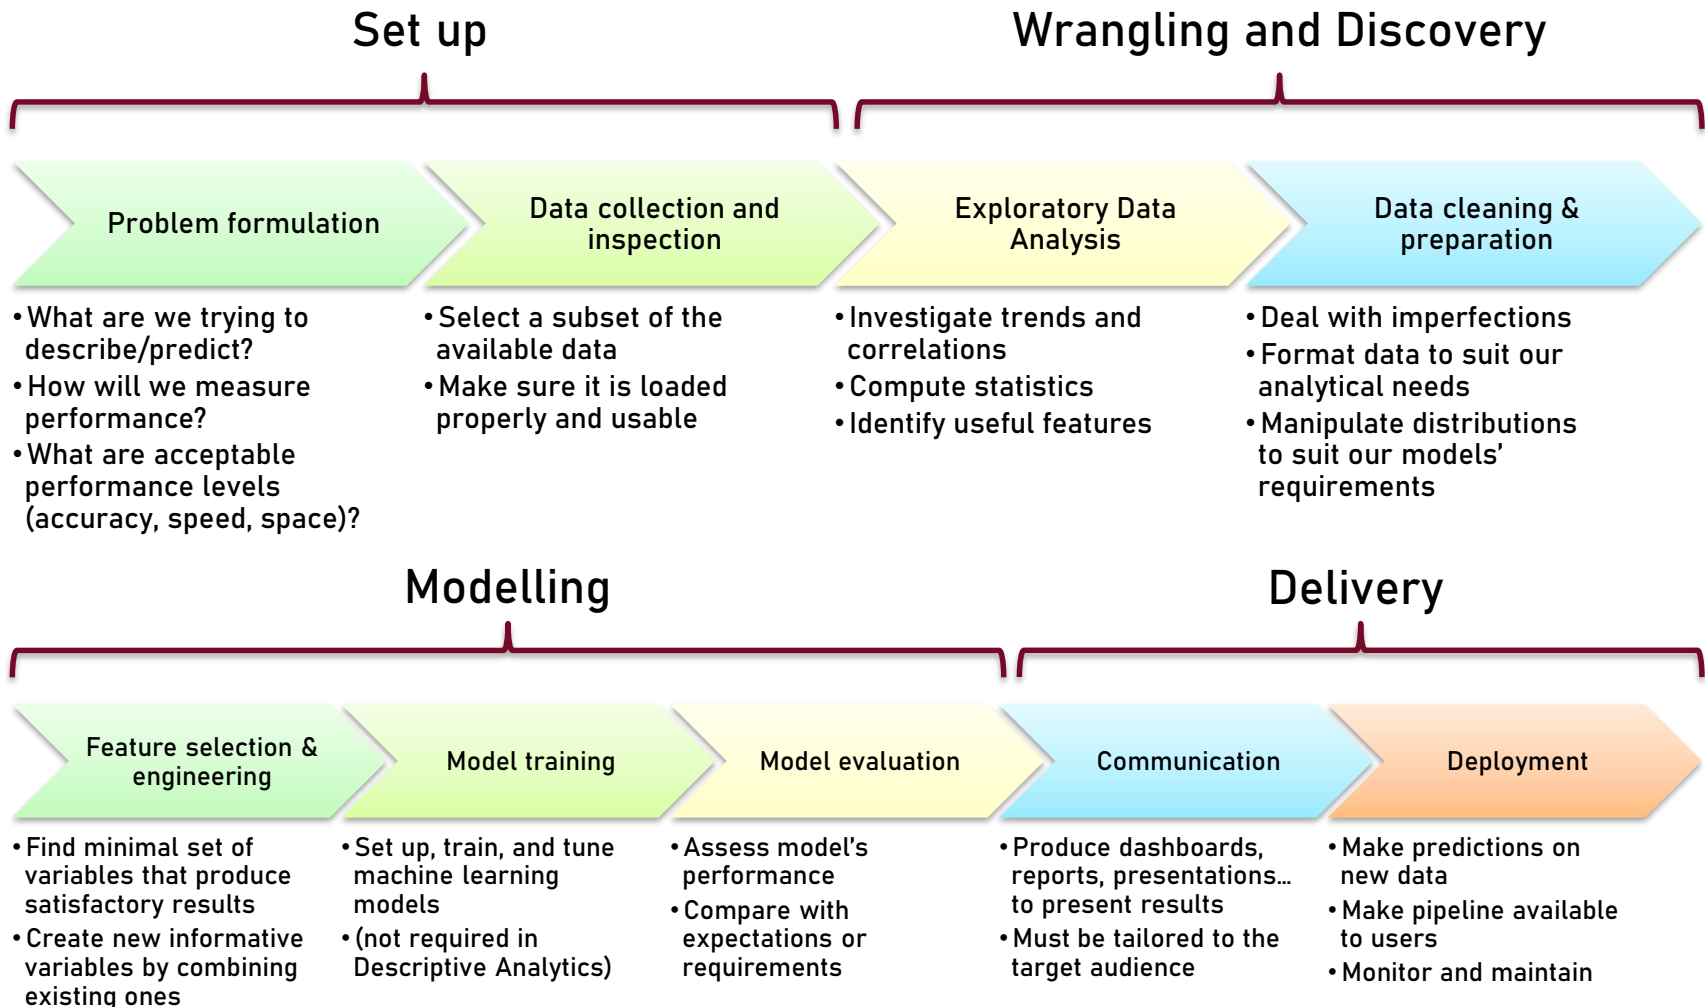 Set up
Wrangling and Discovery
Problem formulation
Data collection and
inspection
Exploratory Data
Analysis
Data cleaning &
preparation
• What are we trying to
describe/predict?
• How will we measure
performance?
• What are acceptable
performance levels
(accuracy, speed, space)?
• Select a subset of the
available data
• Make sure it is loaded
properly and usable
• Investigate trends and
correlations
• Compute statistics
• Identify useful features
• Deal with imperfections
• Format data to suit our
analytical needs
• Manipulate distributions
to suit our models’
requirements
Modelling
Delivery
Feature selection &
engineering
Model training
Model evaluation
Communication
Deployment
• Find minimal set of
variables that produce
satisfactory results
• Create new informative
variables by combining
existing ones
• Set up, train, and tune
machine learning
models
• (not required in
Descriptive Analytics)
• Assess model’s
performance
• Compare with
expectations or
requirements
• Produce dashboards,
reports, presentations…
to present results
• Must be tailored to the
target audience
• Make predictions on
new data
• Make pipeline available
to users
• Monitor and maintain